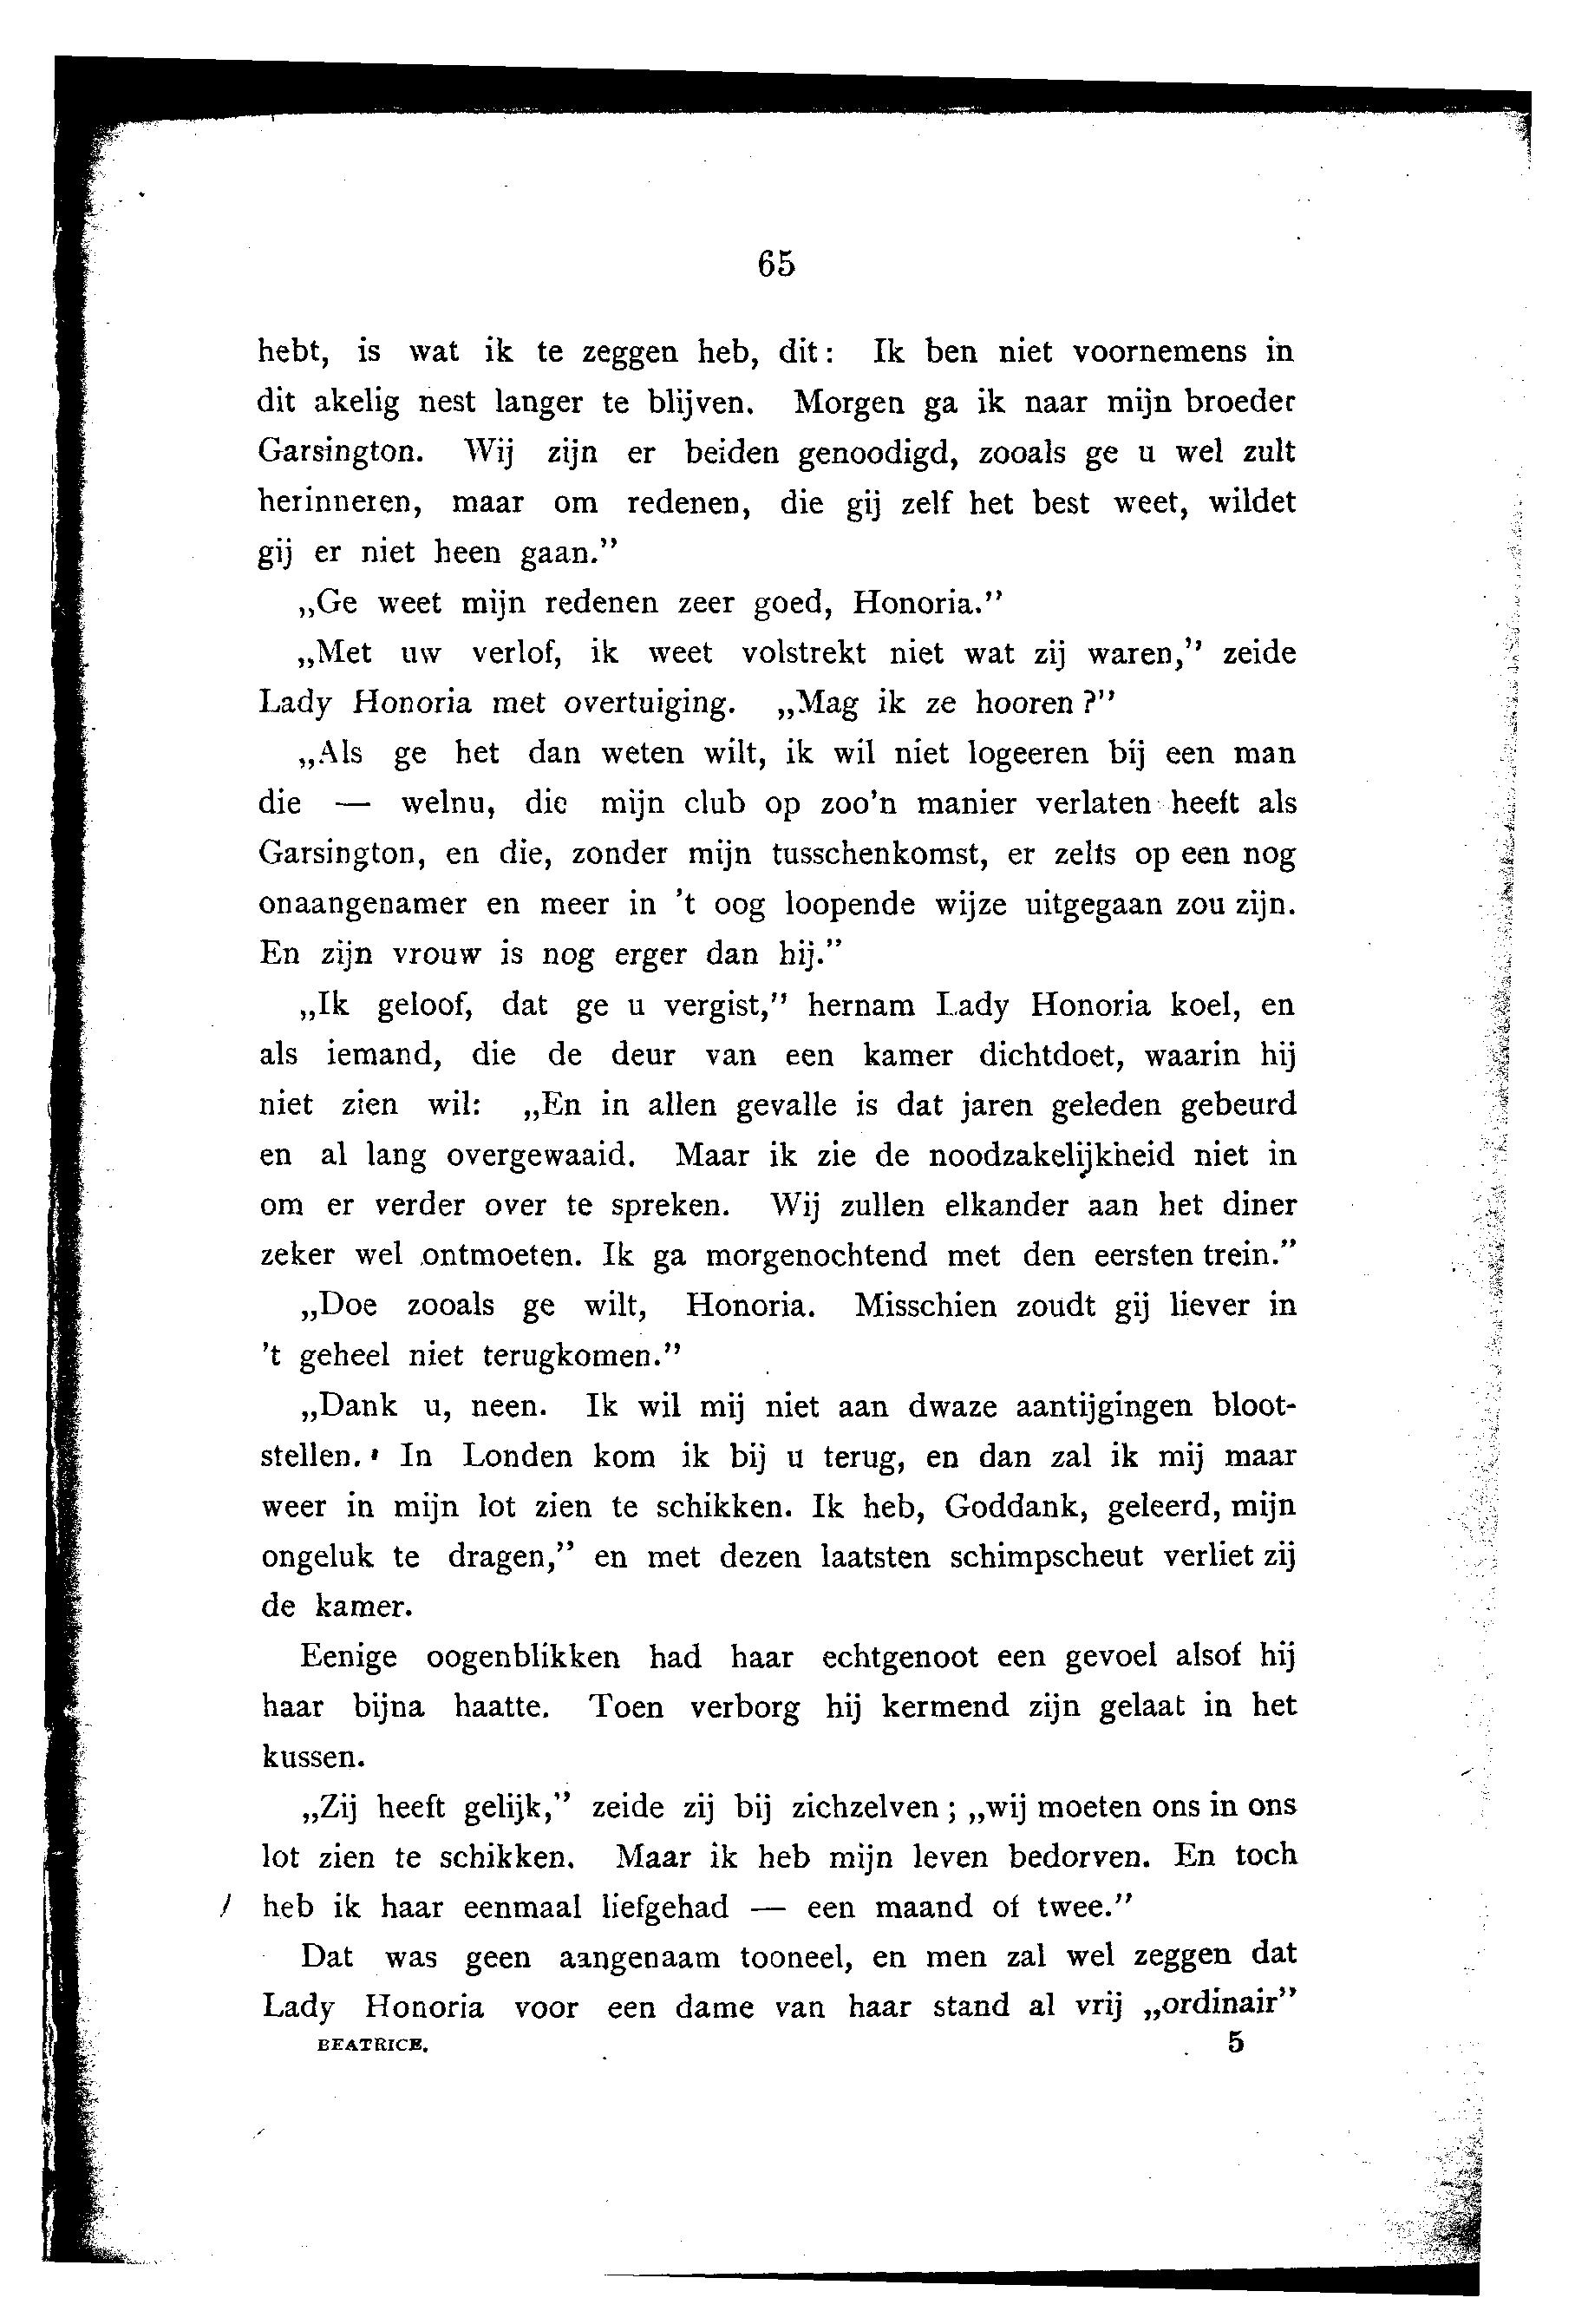 65
hebt, is wat ik te zeggen heb, dit: Ik ben niet voornemens in
dit akelig nest langer te blijven. Morgen ga ik naar mijn broeder
Garsington. Wij zijn er beiden genoodigd, zooals ge u wel zult
herinneren, maar om redenen, die gij zelf het best weet, wildet
gij er niet heen gaan.”
„Ge weet mijn redenen zeer goed, Honoria.”
„Met uw verlof, ik weet volstrekt niet wat zij waren,” zeide
Lady Honoria met overtuiging. „Mag ik ze hooren?”
„Als ge het dan weten wilt, ik wil niet logeeren bij een man
die — welnu, die mijn club op zoo'n manier verlaten heeft als
Garsington, en die, zonder mijn tusschenkomst, er zelfs op een nog
onaangenamer en meer in 't oog loopende wijze uitgegaan zou zijn.
En zijn vrouw is nog erger dan hij.”
„Ik geloof, dat ge u vergist,” hernam Lady Honoria koel, en
als iemand, die de deur van een kamer dichtdoet, waarin hij
niet zien wil: „En in allen gevalle is dat jaren geleden gebeurd
en al lang overgewaaid. Maar ik zie de noodzakelijkheid niet in
om er verder over te spreken. Wij zullen elkander aan het diner
zeker wel ontmoeten. Ik ga morgenochtend met den eersten trein.”
„Doe zooals ge wilt, Honoria. Misschien zoudt gij liever in
't geheel niet terugkomen.”
„Dank u, neen. Ik wil mij niet aan dwaze aantijgingen bloot-
stellen. In Londen kom ik bij u terug, en dan zal ik mij maar
weer in mijn lot zien te schikken. Ik heb, Goddank, geleerd, mijn
ongeluk te dragen,” en met dezen laatsten schimpscheut verliet zij
de kamer.
Eenige oogenblikken had haar echtgenoot een gevoel alsof hij
haar bijna haatte. Toen verborg hij kermend zijn gelaat in het
kussen.
„Zij heeft gelijk,” zeide zij bij zichzelven; „wij moeten ons in ons
lot zien te schikken. Maar ik heb mijn leven bedorven. En toch
heb ik haar eenmaal liefgehad — een maand of twee.”
Dat was geen aangenaam tooneel, en men zal wel zeggen dat
Lady Honoria voor een dame van haar stand al vrij „ordinair”
BEATRICE. 5